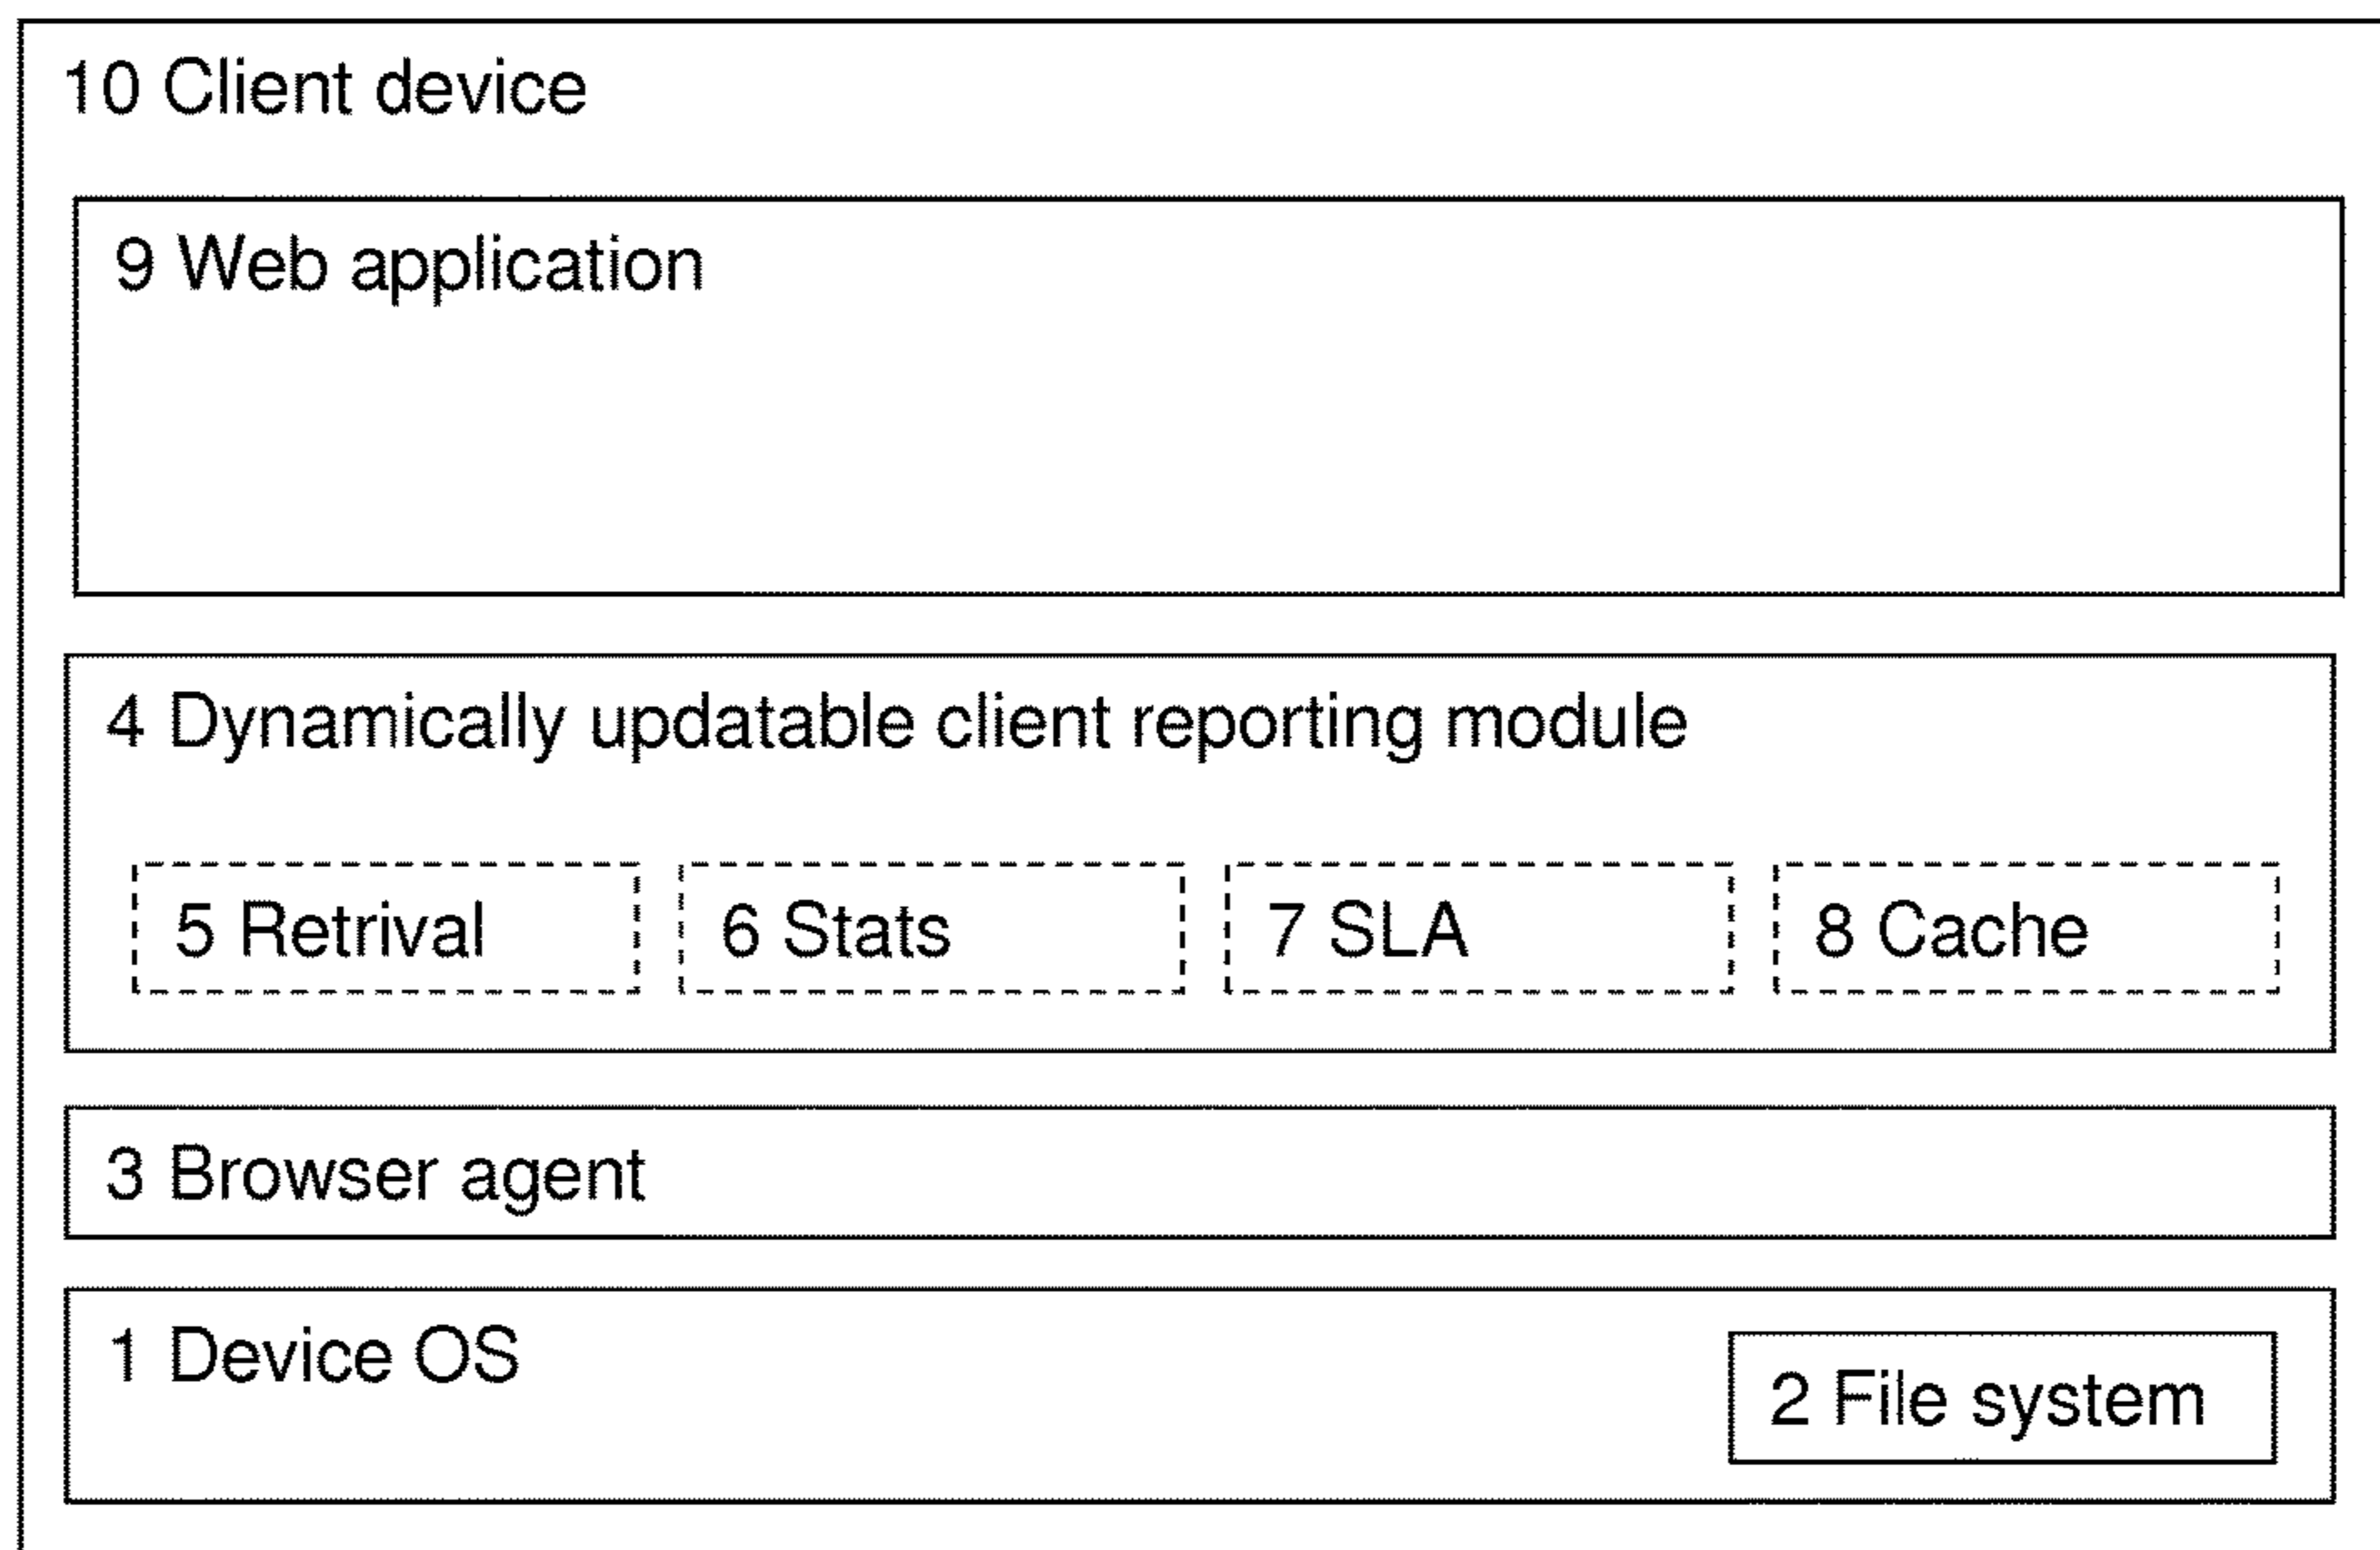 10 Client device
9 Web application
4 Dynamically updatable client reporting module
5 Retrival
6 Stats
7 SLA
8 Cache
3 Browser agent
1 Device OS
2 File system